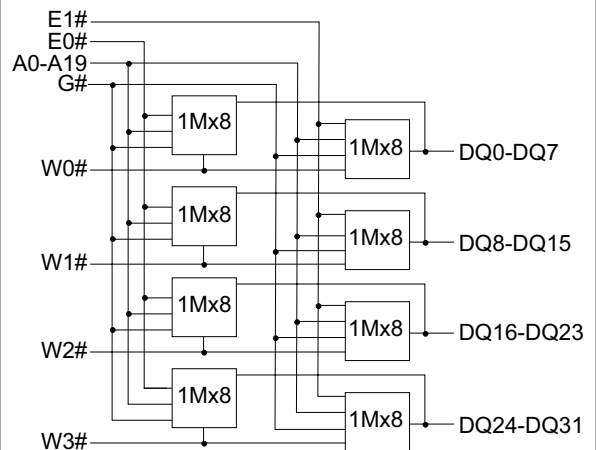 E1#
E0#
A0-A19
G#
1Mx8
1Mx8
DQ0-DQ7
W0#
1Mx8
1Mx8
DQ8-DQ15
W1#
1Mx8
1Mx8
DQ16-DQ23
W2#
1Mx8
1Mx8
DQ24-DQ31
W3#